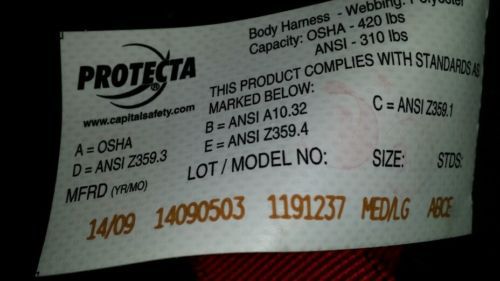 Body Harness - Webbing: Polyester
Capacity: OSHA - 420 lbs
ANSI - 310 lbs
PROTECTA
®
www.capitalsafety.com
THIS PRODUCT COMPLIES WITH STANDARDS AS
MARKED BELOW:
A = OSHA
B = ANSI A10.32
C = ANSI Z359.1
D = ANSI Z359.3
E = ANSI Z359.4
MFRD (YR/MO)
LOT / MODEL NO:
SIZE:
STDS:
14/09 14090503 1191237 MED/LG ABCE